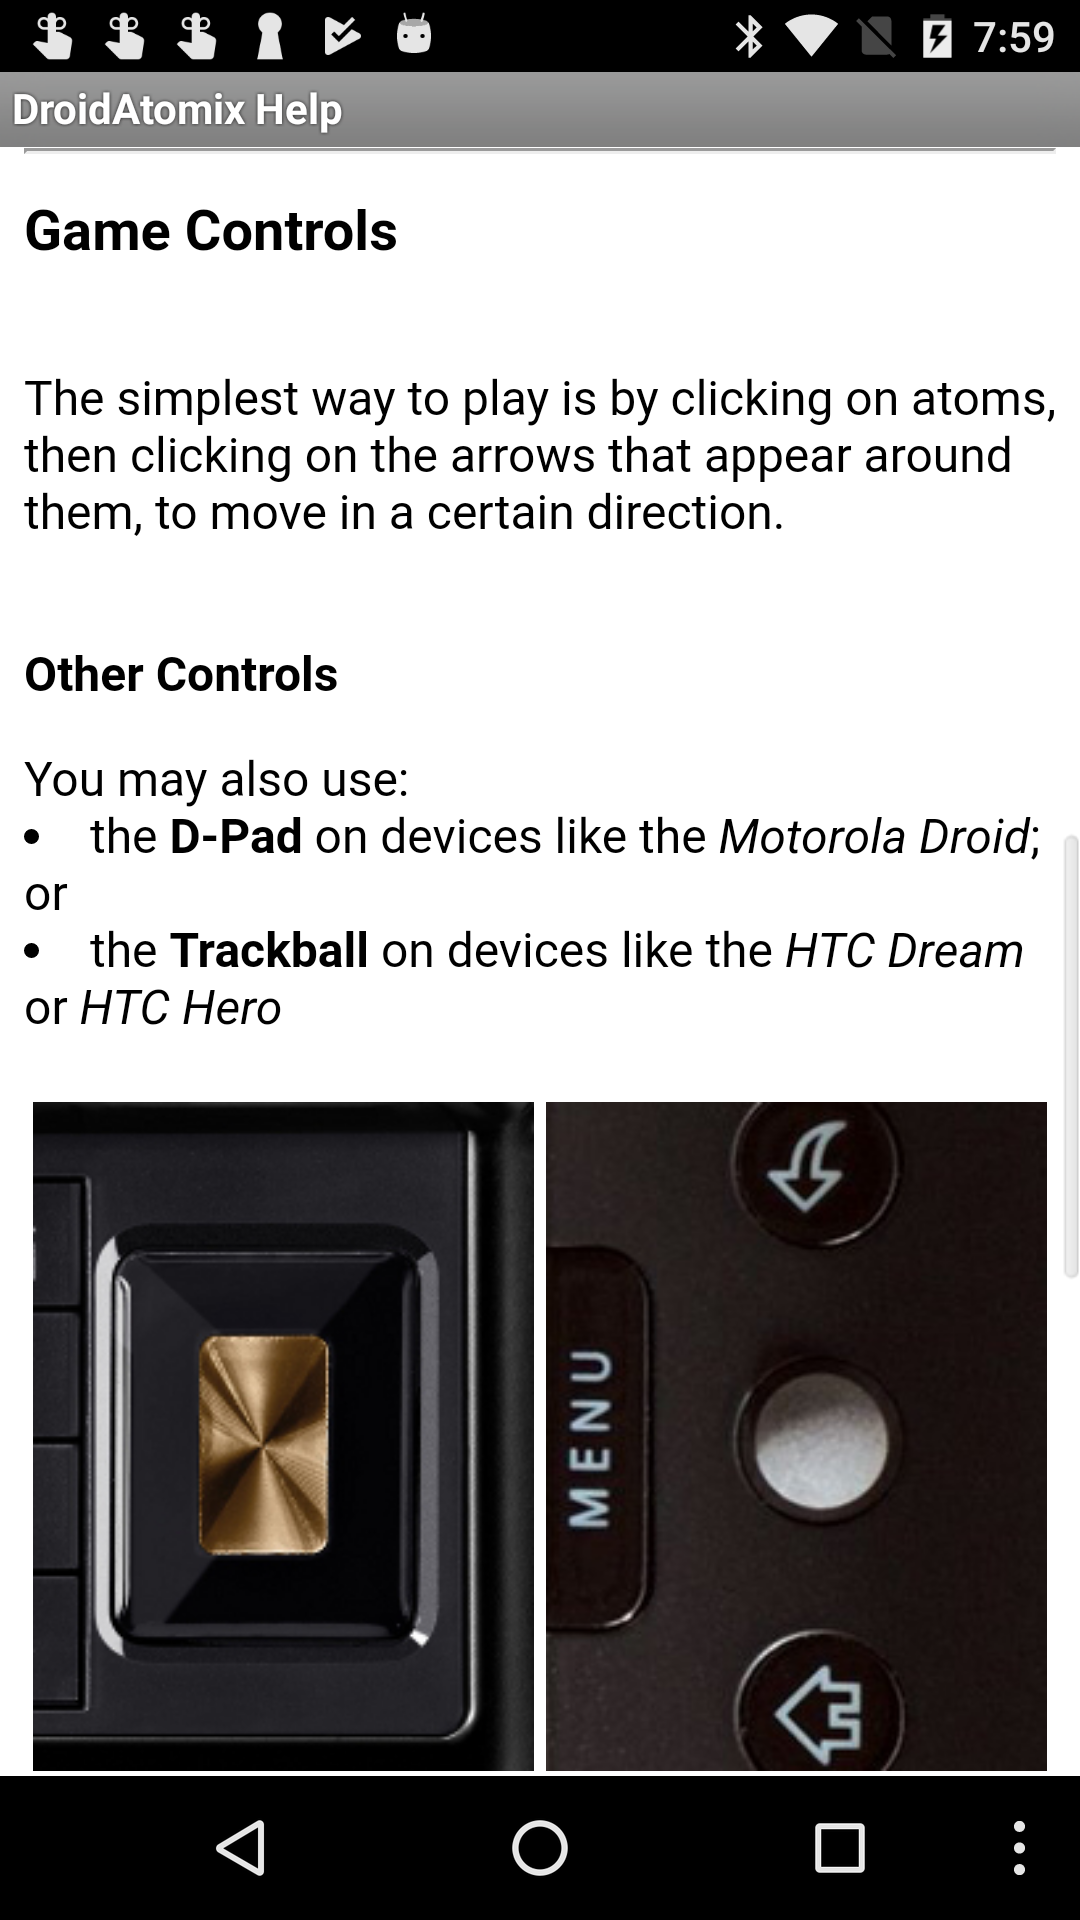 7:59
DroidAtomix Help
Game Controls
The simplest way to play is by clicking on atoms,
then clicking on the arrows that appear around
them, to move in a certain direction.
Other Controls
You may also use:
• the D-Pad on devices like the Motorola Droid;
or
• the Trackball on devices like the HTC Dream
or HTC Hero
MENU